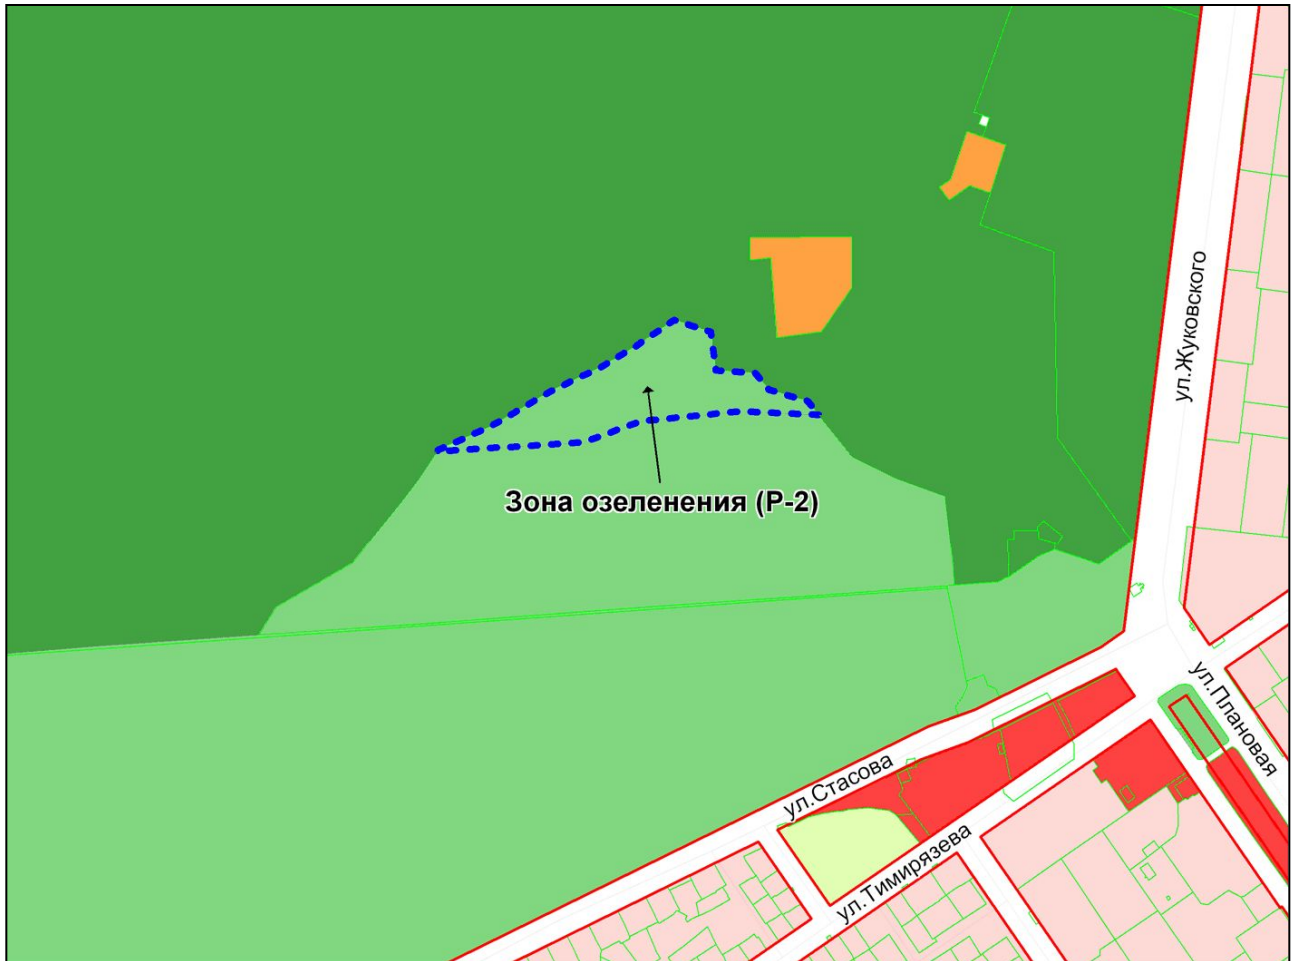 ул.Жуковского
Зона озеленения (Р-2)
ул.Плановая
ул.Стасова
ул.Тимирязева